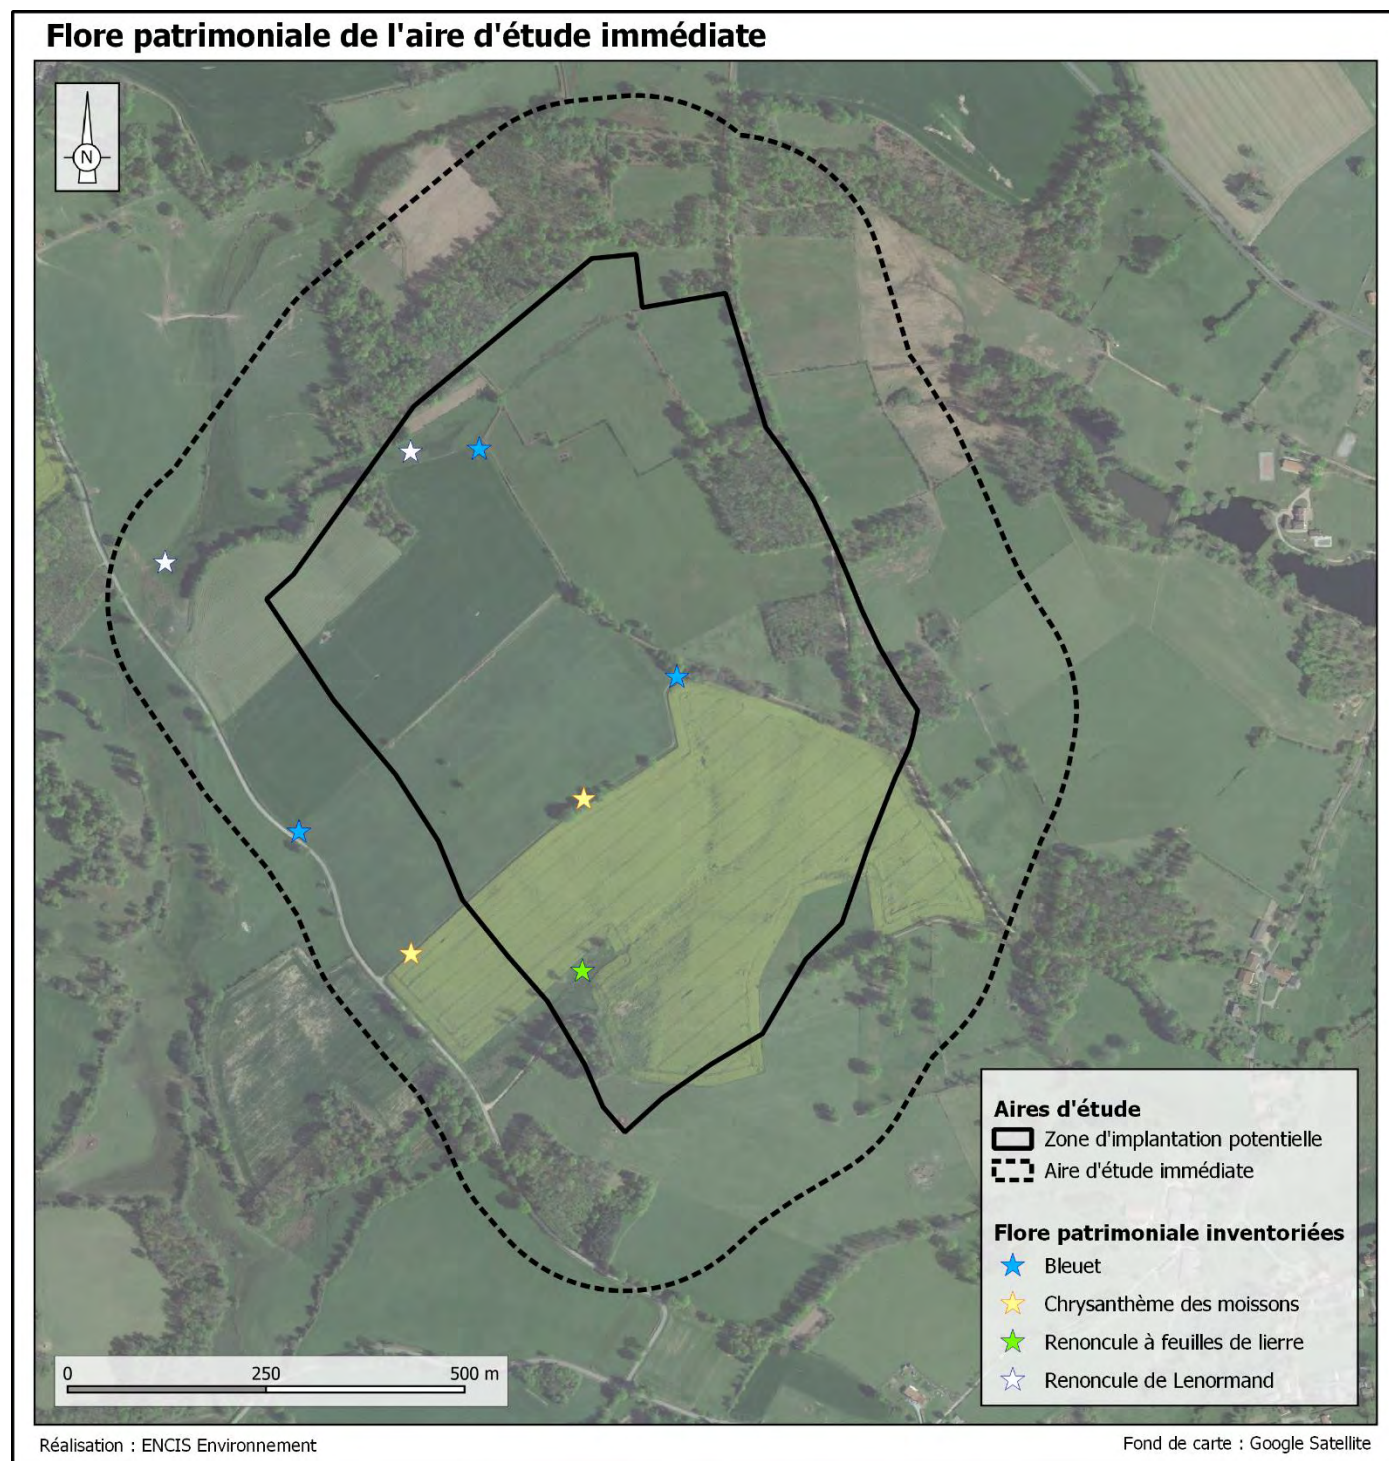 Flore patrimoniale de l'aire d'étude immédiate
N
Aires d'étude
Zone d'implantation potentielle
Aire d'étude immédiate
Flore patrimoniale inventoriées
Bleuet
Chrysanthème des moissons
Renoncule à feuilles de lierre
Renoncule de Lenormand
0 250 500 m
Réalisation : ENCIS Environnement
Fond de carte : Google Satellite